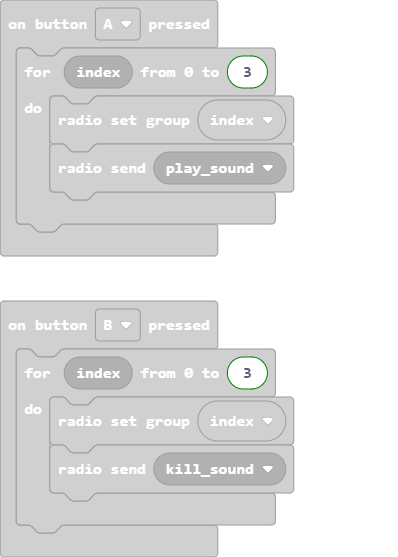 on button A pressed
for index from 0 to 3
do
radio set group index
radio send play_sound
on button B pressed
for index from 0 to 3
do
radio set group index
radio send kill_sound